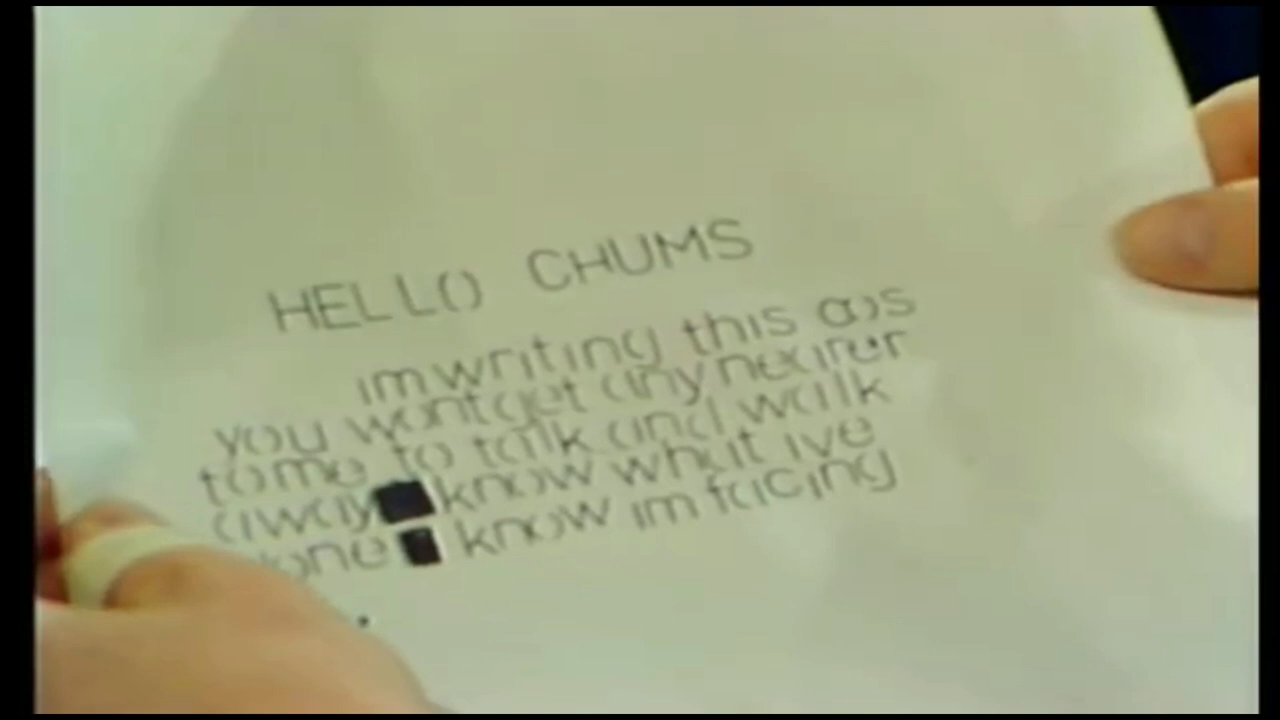 HELLO CHUMS
im writing this as
you wont get any nearer
to me to talk and walk
away know what ive
done know im facing